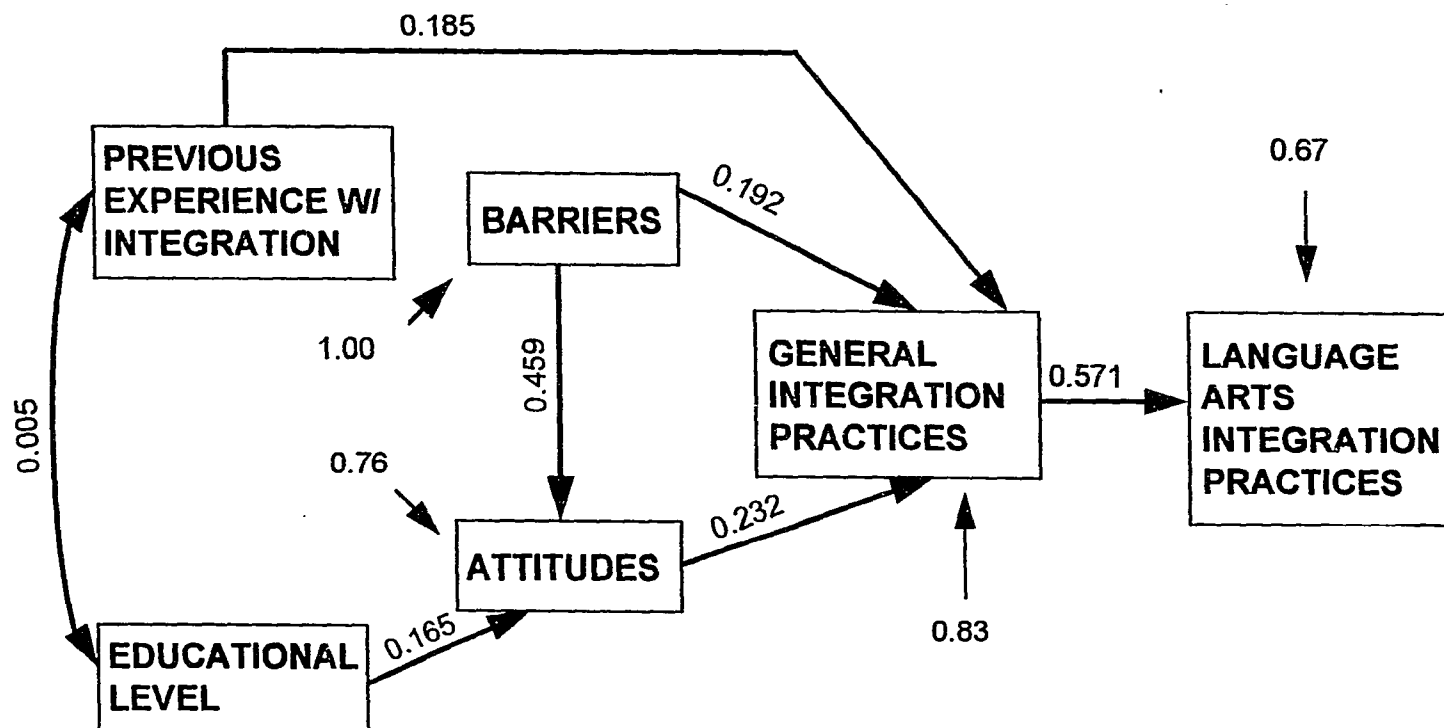 0.185
PREVIOUS
EXPERIENCE W/
INTEGRATION
BARRIERS
0.192
0.67
1.00
0.459
GENERAL
INTEGRATION
PRACTICES
0.571
LANGUAGE
ARTS
INTEGRATION
PRACTICES
0.005
0.76
ATTITUDES
0.232
0.83
EDUCATIONAL
LEVEL
0.165